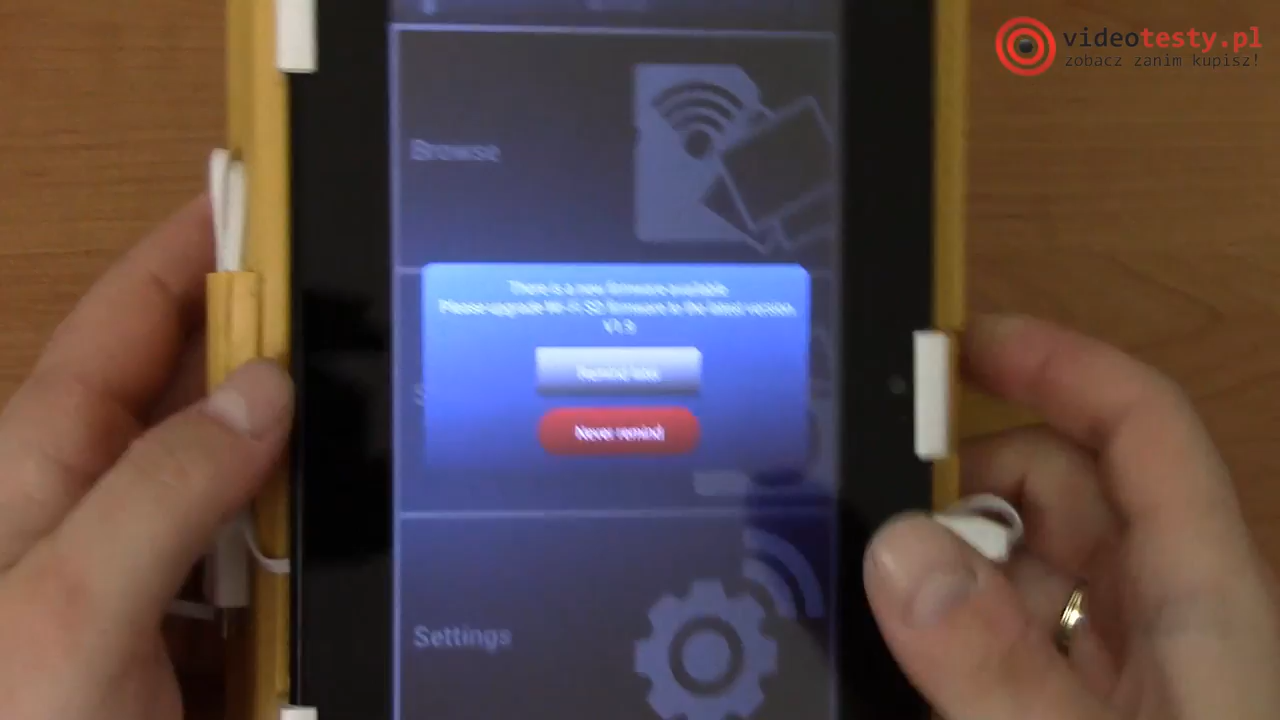 videotesty.pl
zobacz zanim kupisz!
Browse
There is a new firmware available
Please upgrade Wi-Fi SD firmware to the latest version,
Remind later
Never remind
Settings